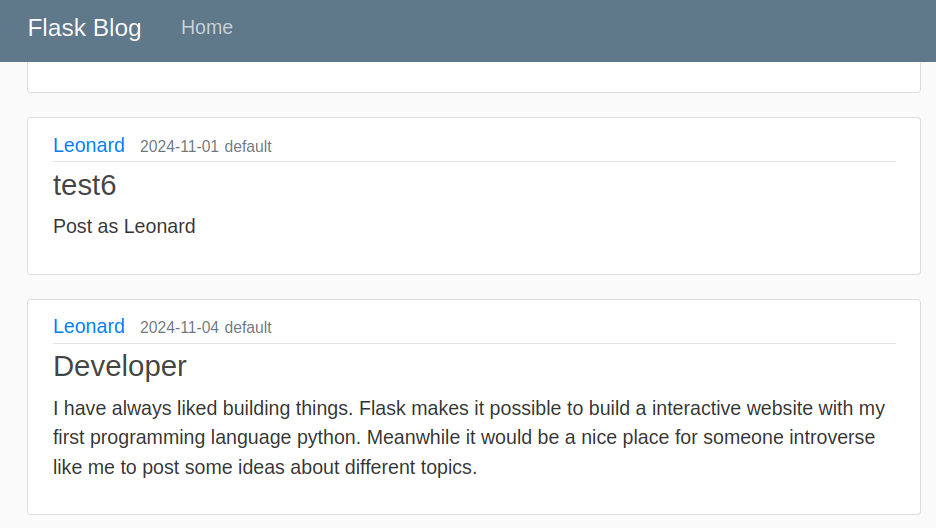 Flask Blog Home
Leonard 2024-11-01 default
test6
Post as Leonard
Leonard 2024-11-04 default
Developer
I have always liked building things. Flask makes it possible to build a interactive website with my
first programming language python. Meanwhile it would be a nice place for someone introverse
like me to post some ideas about different topics.